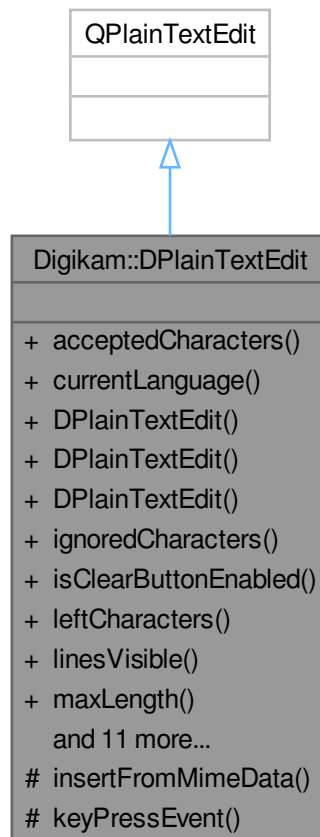 QPlainTextEdit
Digikam::DPlainTextEdit
+ acceptedCharacters()
+ currentLanguage()
+ DPlainTextEdit()
+ DPlainTextEdit()
+ DPlainTextEdit()
+ ignoredCharacters()
+ isClearButtonEnabled()
+ leftCharacters()
+ linesVisible()
+ maxLength()
and 11 more...
# insertFromMimeData()
# keyPressEvent()